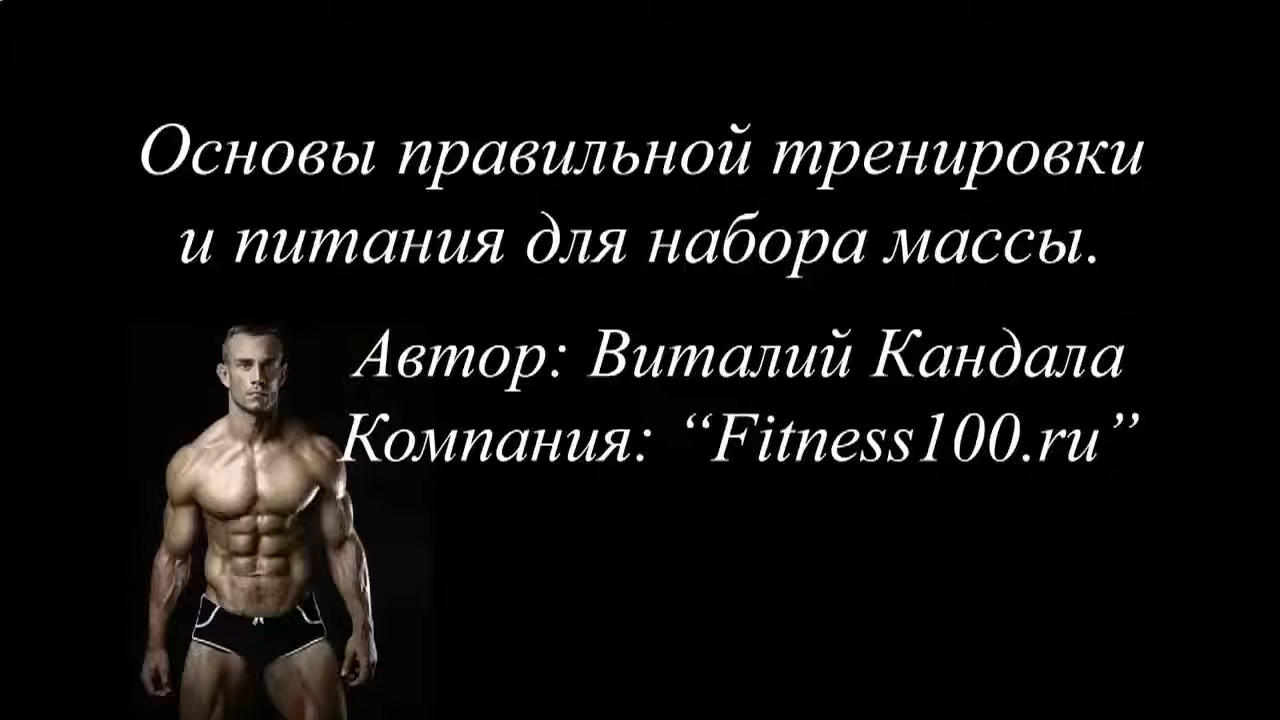 Основы правильной тренировки
и питания для набора массы.
Автор: Виталий Кандала
Компания: “Fitness100.ru”